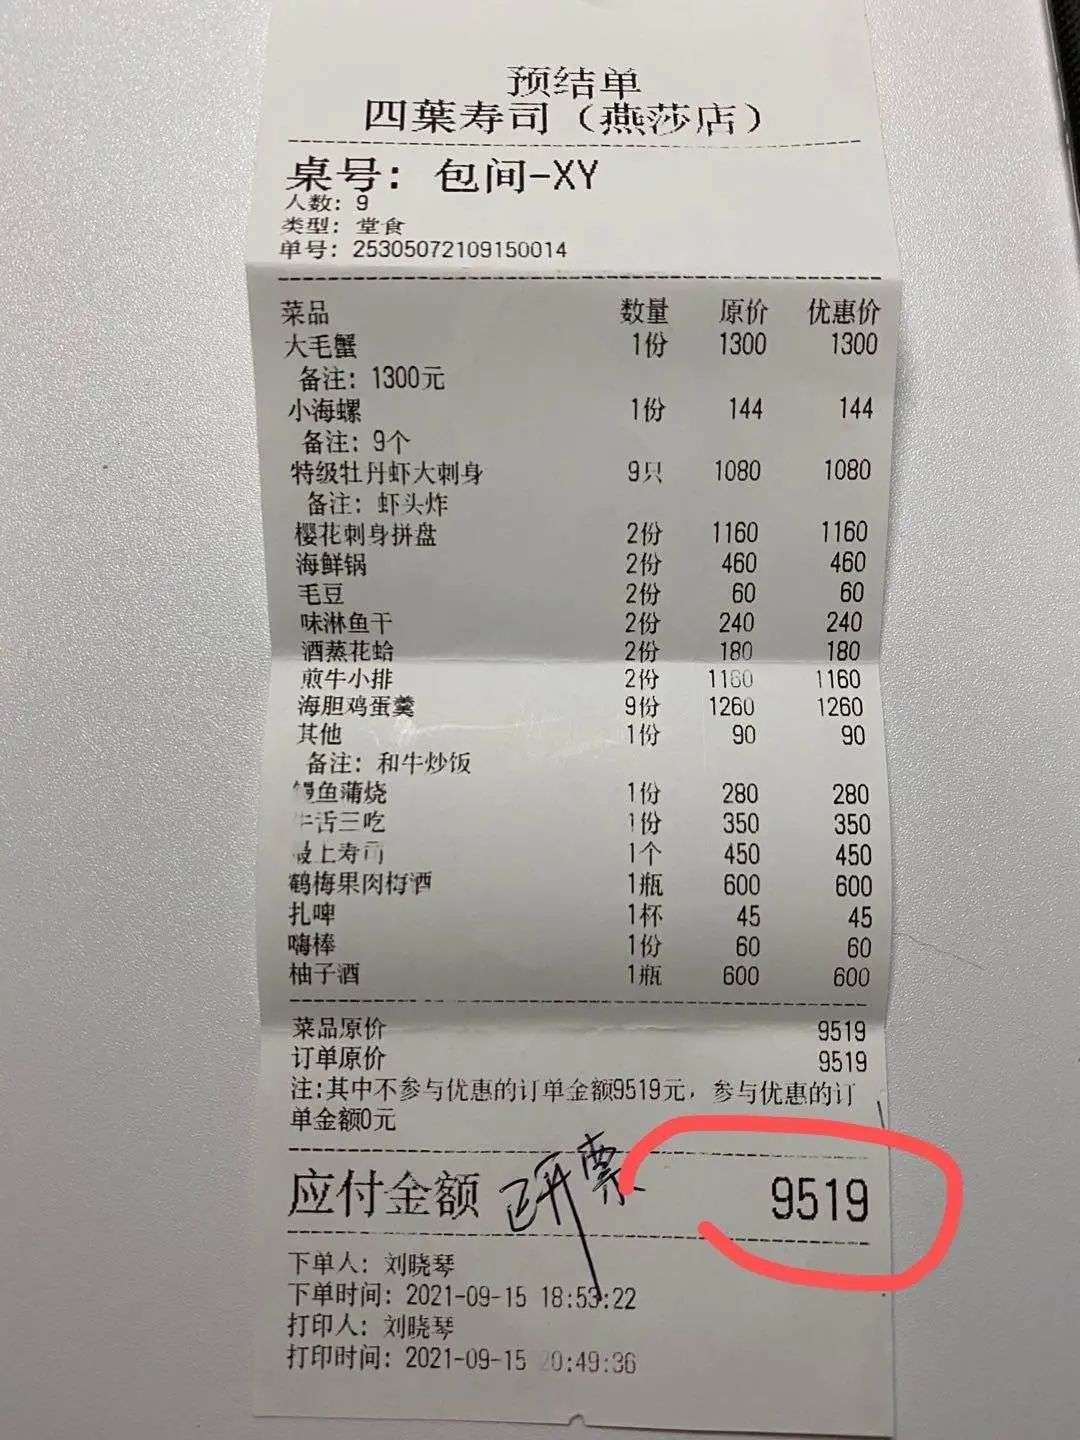 预结单
四葉寿司（燕莎店）
桌号: 包间-XY
人数: 9
类型: 堂食
单号: 25305072109150014
菜品 数量 原价 优惠价
大毛蟹 1份 1300 1300
备注: 1300元
小海螺 1份 144 144
备注: 9个
特级牡丹虾大刺身 9只 1080 1080
备注: 虾头炸
樱花刺身拼盘 2份 1160 1160
海鲜锅 2份 460 460
毛豆 2份 60 60
味淋鱼干 2份 240 240
酒蒸花蛤 2份 180 180
煎牛小排 2份 1160 1160
海胆鸡蛋羹 9份 1260 1260
其他 1份 90 90
备注: 和牛炒饭
鳗鱼蒲烧 1份 280 280
牛舌三吃 1份 350 350
最上寿司 1个 450 450
鹤梅果肉梅酒 1瓶 600 600
扎啤 1杯 45 45
嗨棒 1份 60 60
柚子酒 1瓶 600 600
菜品原价 9519
订单原价 9519
注:其中不参与优惠的订单金额9519元，参与优惠的订
单金额0元
应付金额 已开票 9519
下单人: 刘晓琴
下单时间: 2021-09-15 18:53:22
打印人: 刘晓琴
打印时间: 2021-09-15 20:49:36